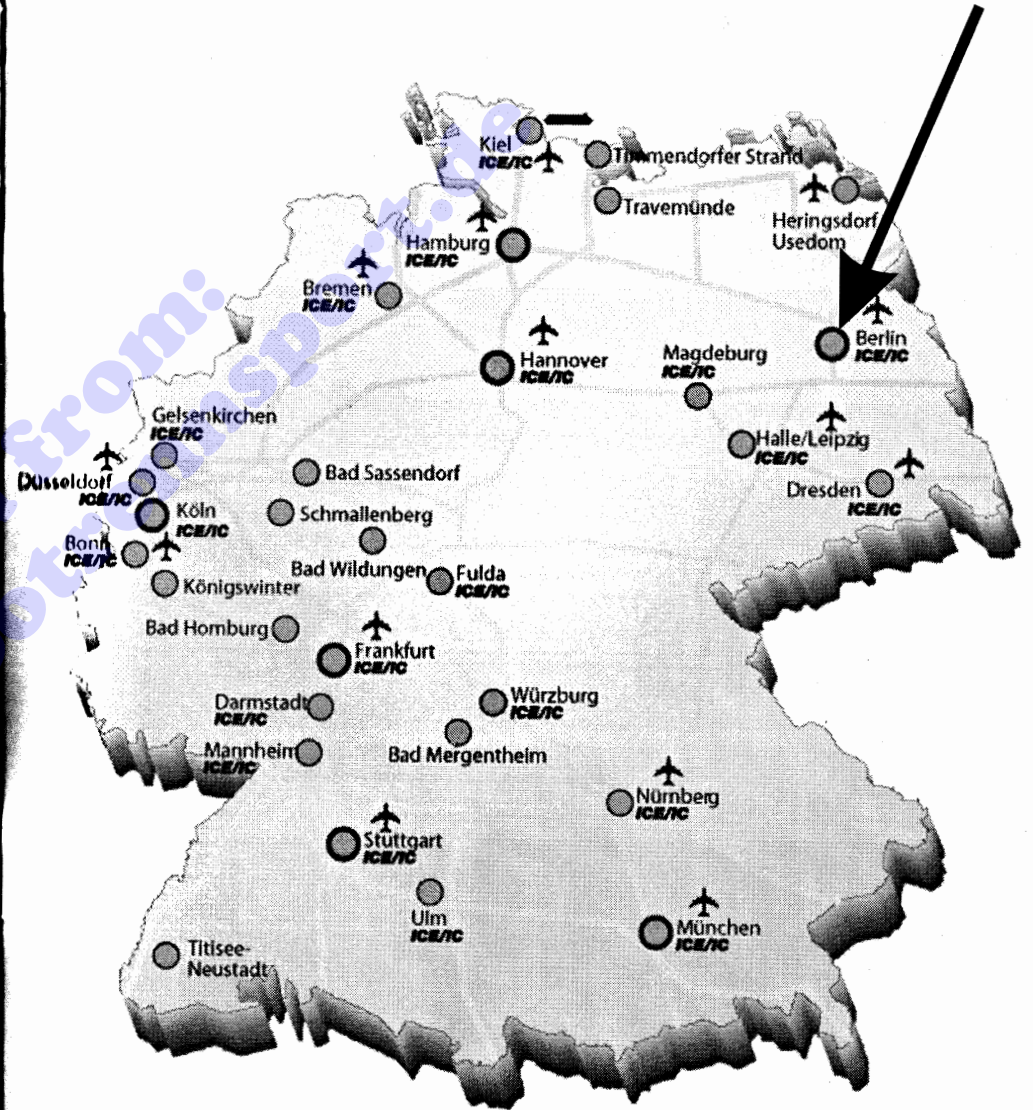 Kiel
ICE/IC
Timmendorfer Strand
Travemünde
Heringsdorf
Usedom
Hamburg
ICE/IC
Bremen
ICE/IC
Hannover
ICE/IC
Magdeburg
ICE/IC
Berlin
ICE/IC
Gelsenkirchen
ICE/IC
Halle/Leipzig
ICE/IC
Düsseldorf
ICE/IC
Bad Sassendorf
Dresden
ICE/IC
Köln
ICE/IC
Schmallenberg
Bonn
ICE/IC
Bad Wildungen
Fulda
ICE/IC
Königswinter
Bad Homburg
Frankfurt
ICE/IC
Darmstadt
ICE/IC
Würzburg
ICE/IC
Mannheim
ICE/IC
Bad Mergentheim
Nürnberg
ICE/IC
Stuttgart
ICE/IC
Ulm
ICE/IC
München
ICE/IC
Titisee-
Neustadt
from: